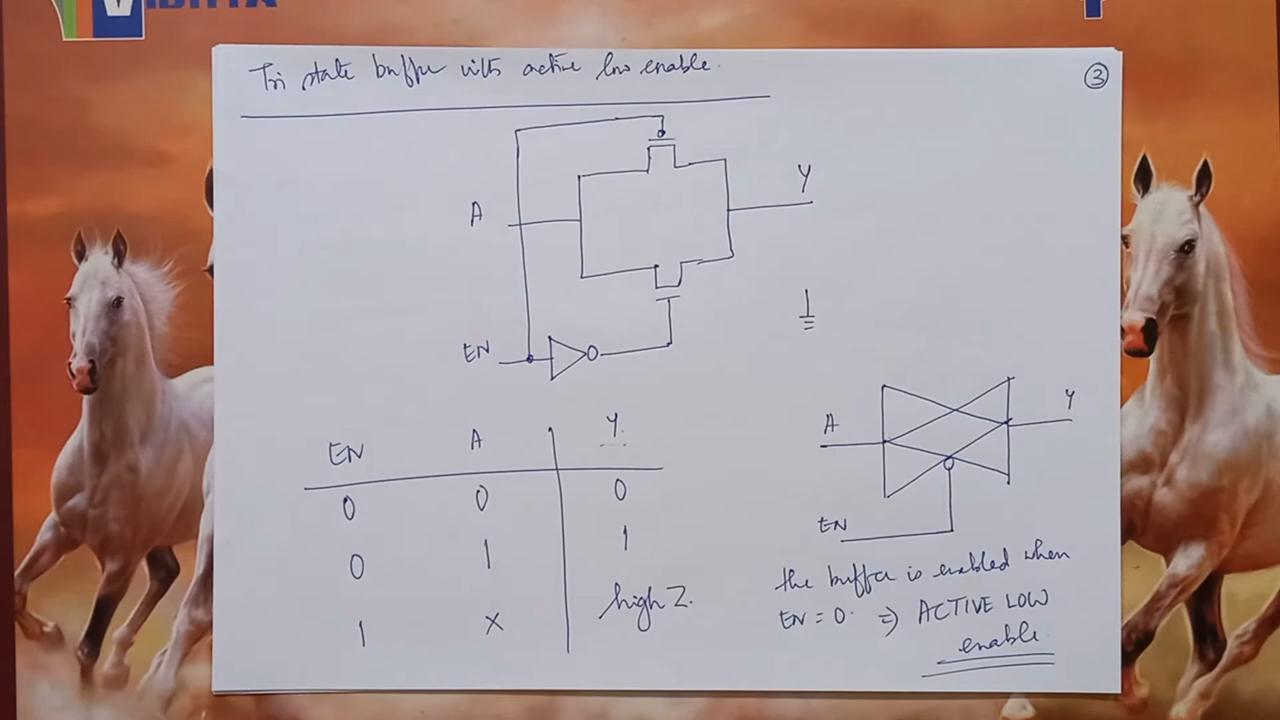 Tri state buffer with active low enable.
3
A
Y
EN
EN A Y
0 0 0
0 1 1
1 X high Z.
A
Y
EN
the buffer is enabled when
EN = 0. => ACTIVE LOW
enable